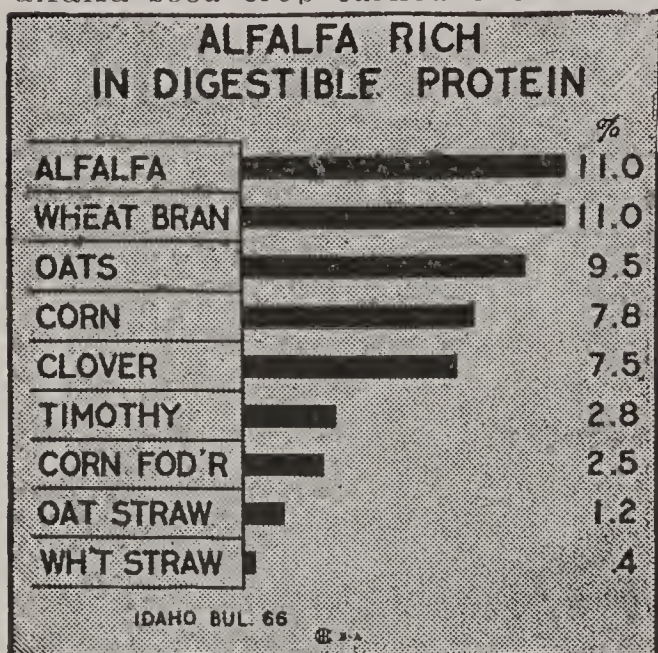 ALFALFA RICH
IN DIGESTIBLE PROTEIN
%
ALFALFA 11.0
WHEAT BRAN 11.0
OATS 9.5
CORN 7.8
CLOVER 7.5
TIMOTHY 2.8
CORN FOD'R 2.5
OAT STRAW 1.2
WH'T STRAW .4
IDAHO BUL. 66